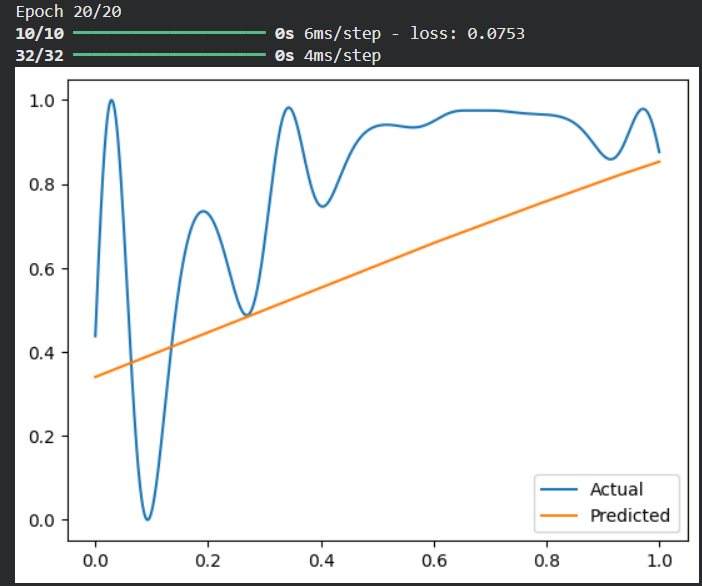 Epoch 20/20
10/10 ━━━━━━━━━━━━━━━━━━━━ 0s 6ms/step - loss: 0.0753
32/32 ━━━━━━━━━━━━━━━━━━━━ 0s 4ms/step
1.0
0.8
0.6
0.4
0.2
0.0
Actual
Predicted
0.0 0.2 0.4 0.6 0.8 1.0